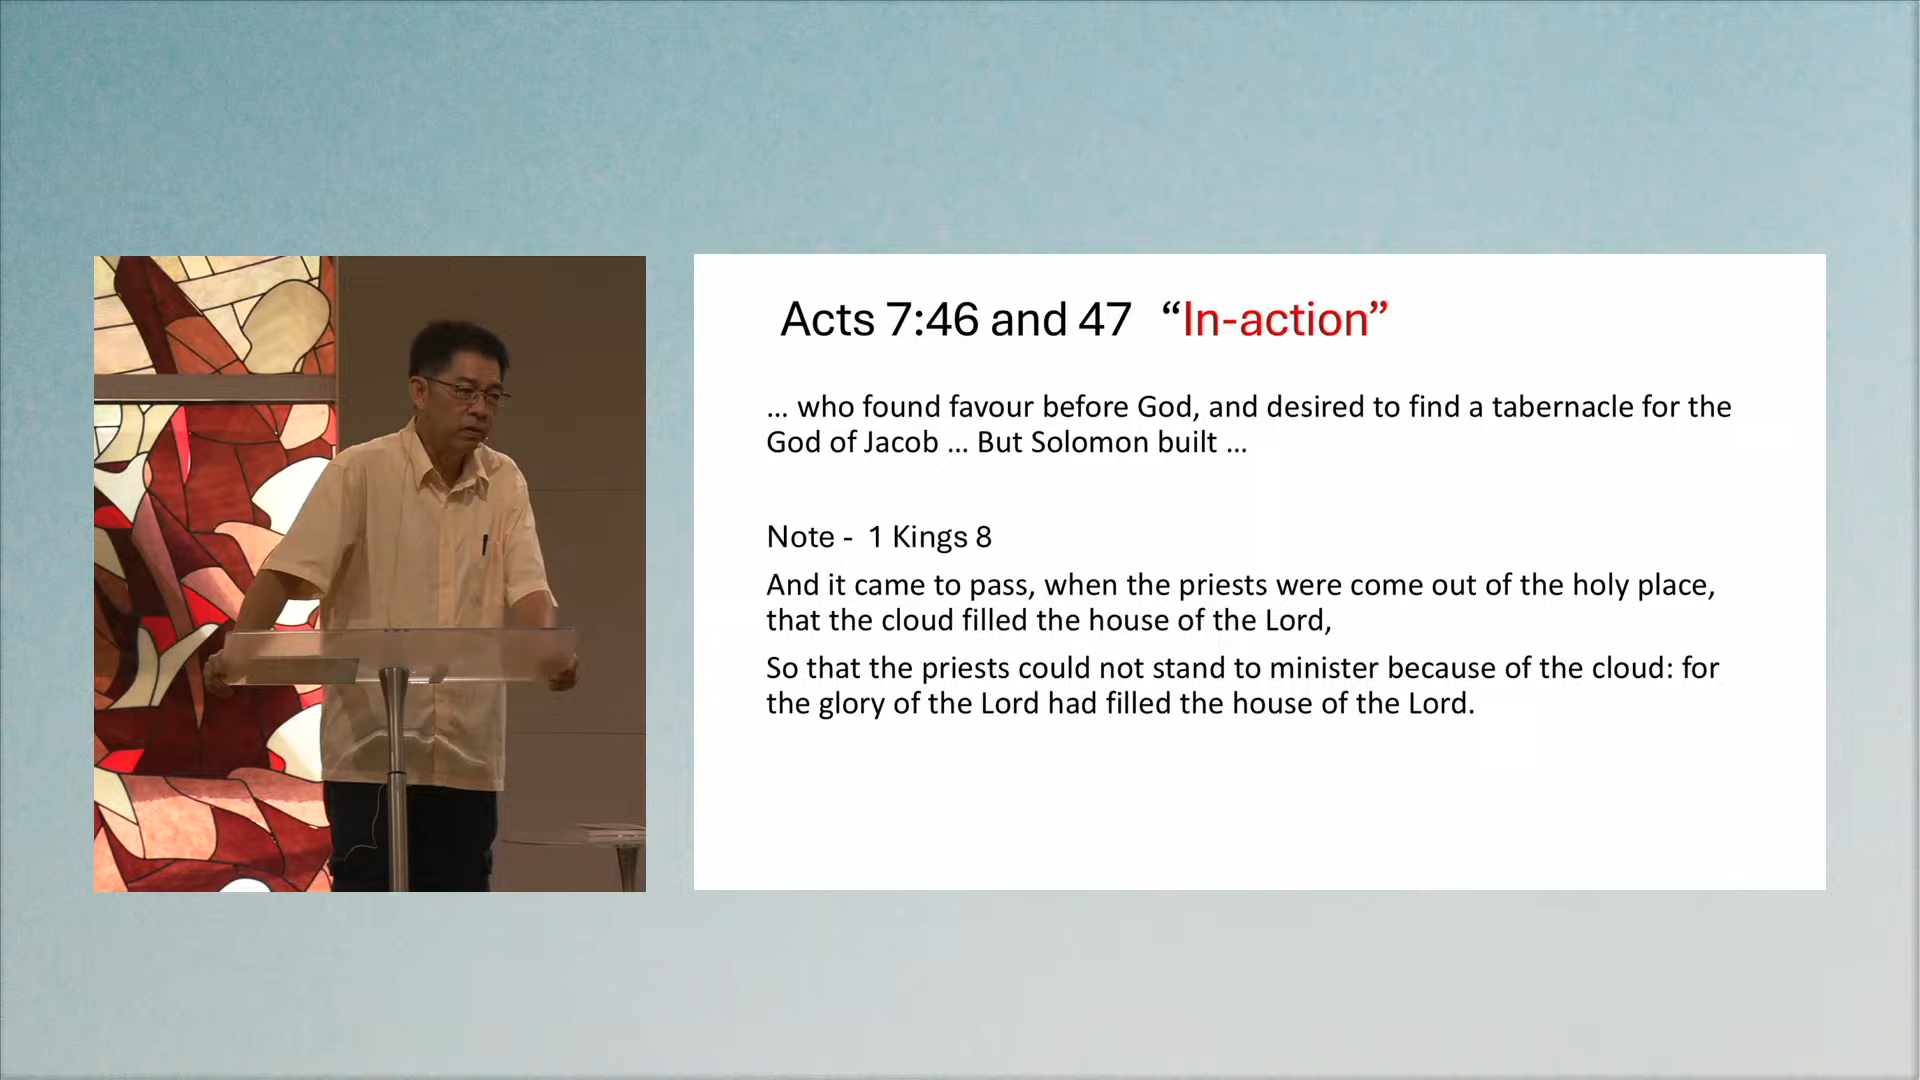 Acts 7:46 and 47 “In-action”
... who found favour before God, and desired to find a tabernacle for the
God of Jacob ... But Solomon built ...
Note - 1 Kings 8
And it came to pass, when the priests were come out of the holy place,
that the cloud filled the house of the Lord,
So that the priests could not stand to minister because of the cloud: for
the glory of the Lord had filled the house of the Lord.